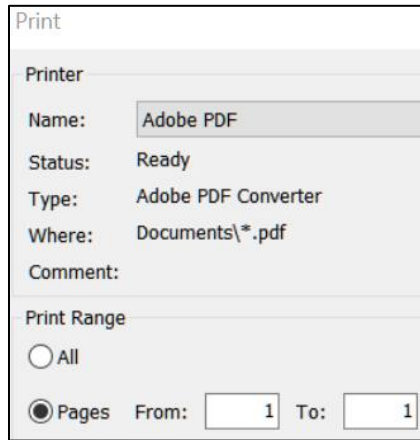 Print
Printer
Name: Adobe PDF
Status: Ready
Type: Adobe PDF Converter
Where: Documents\*.pdf
Comment:
Print Range
All
Pages From: 1 To: 1